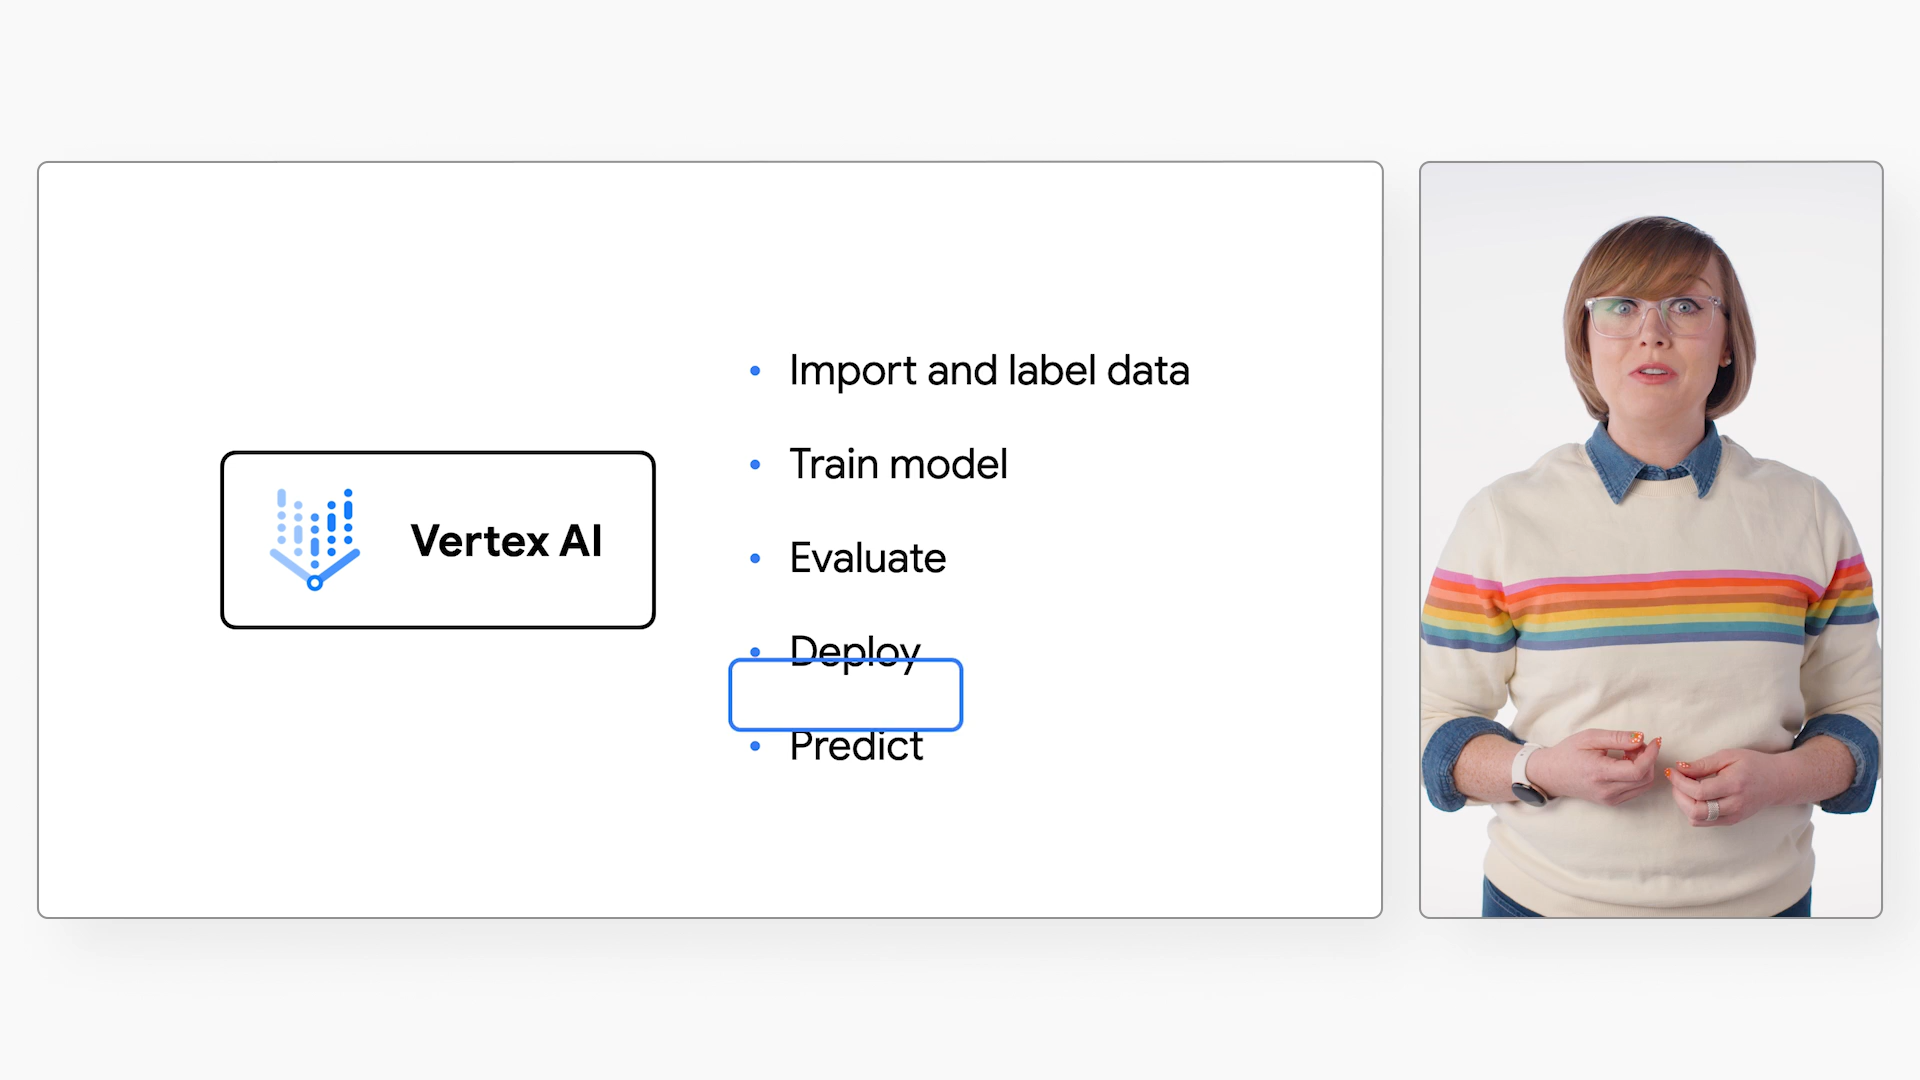 Vertex AI
Import and label data
Train model
Evaluate
Deploy
Predict